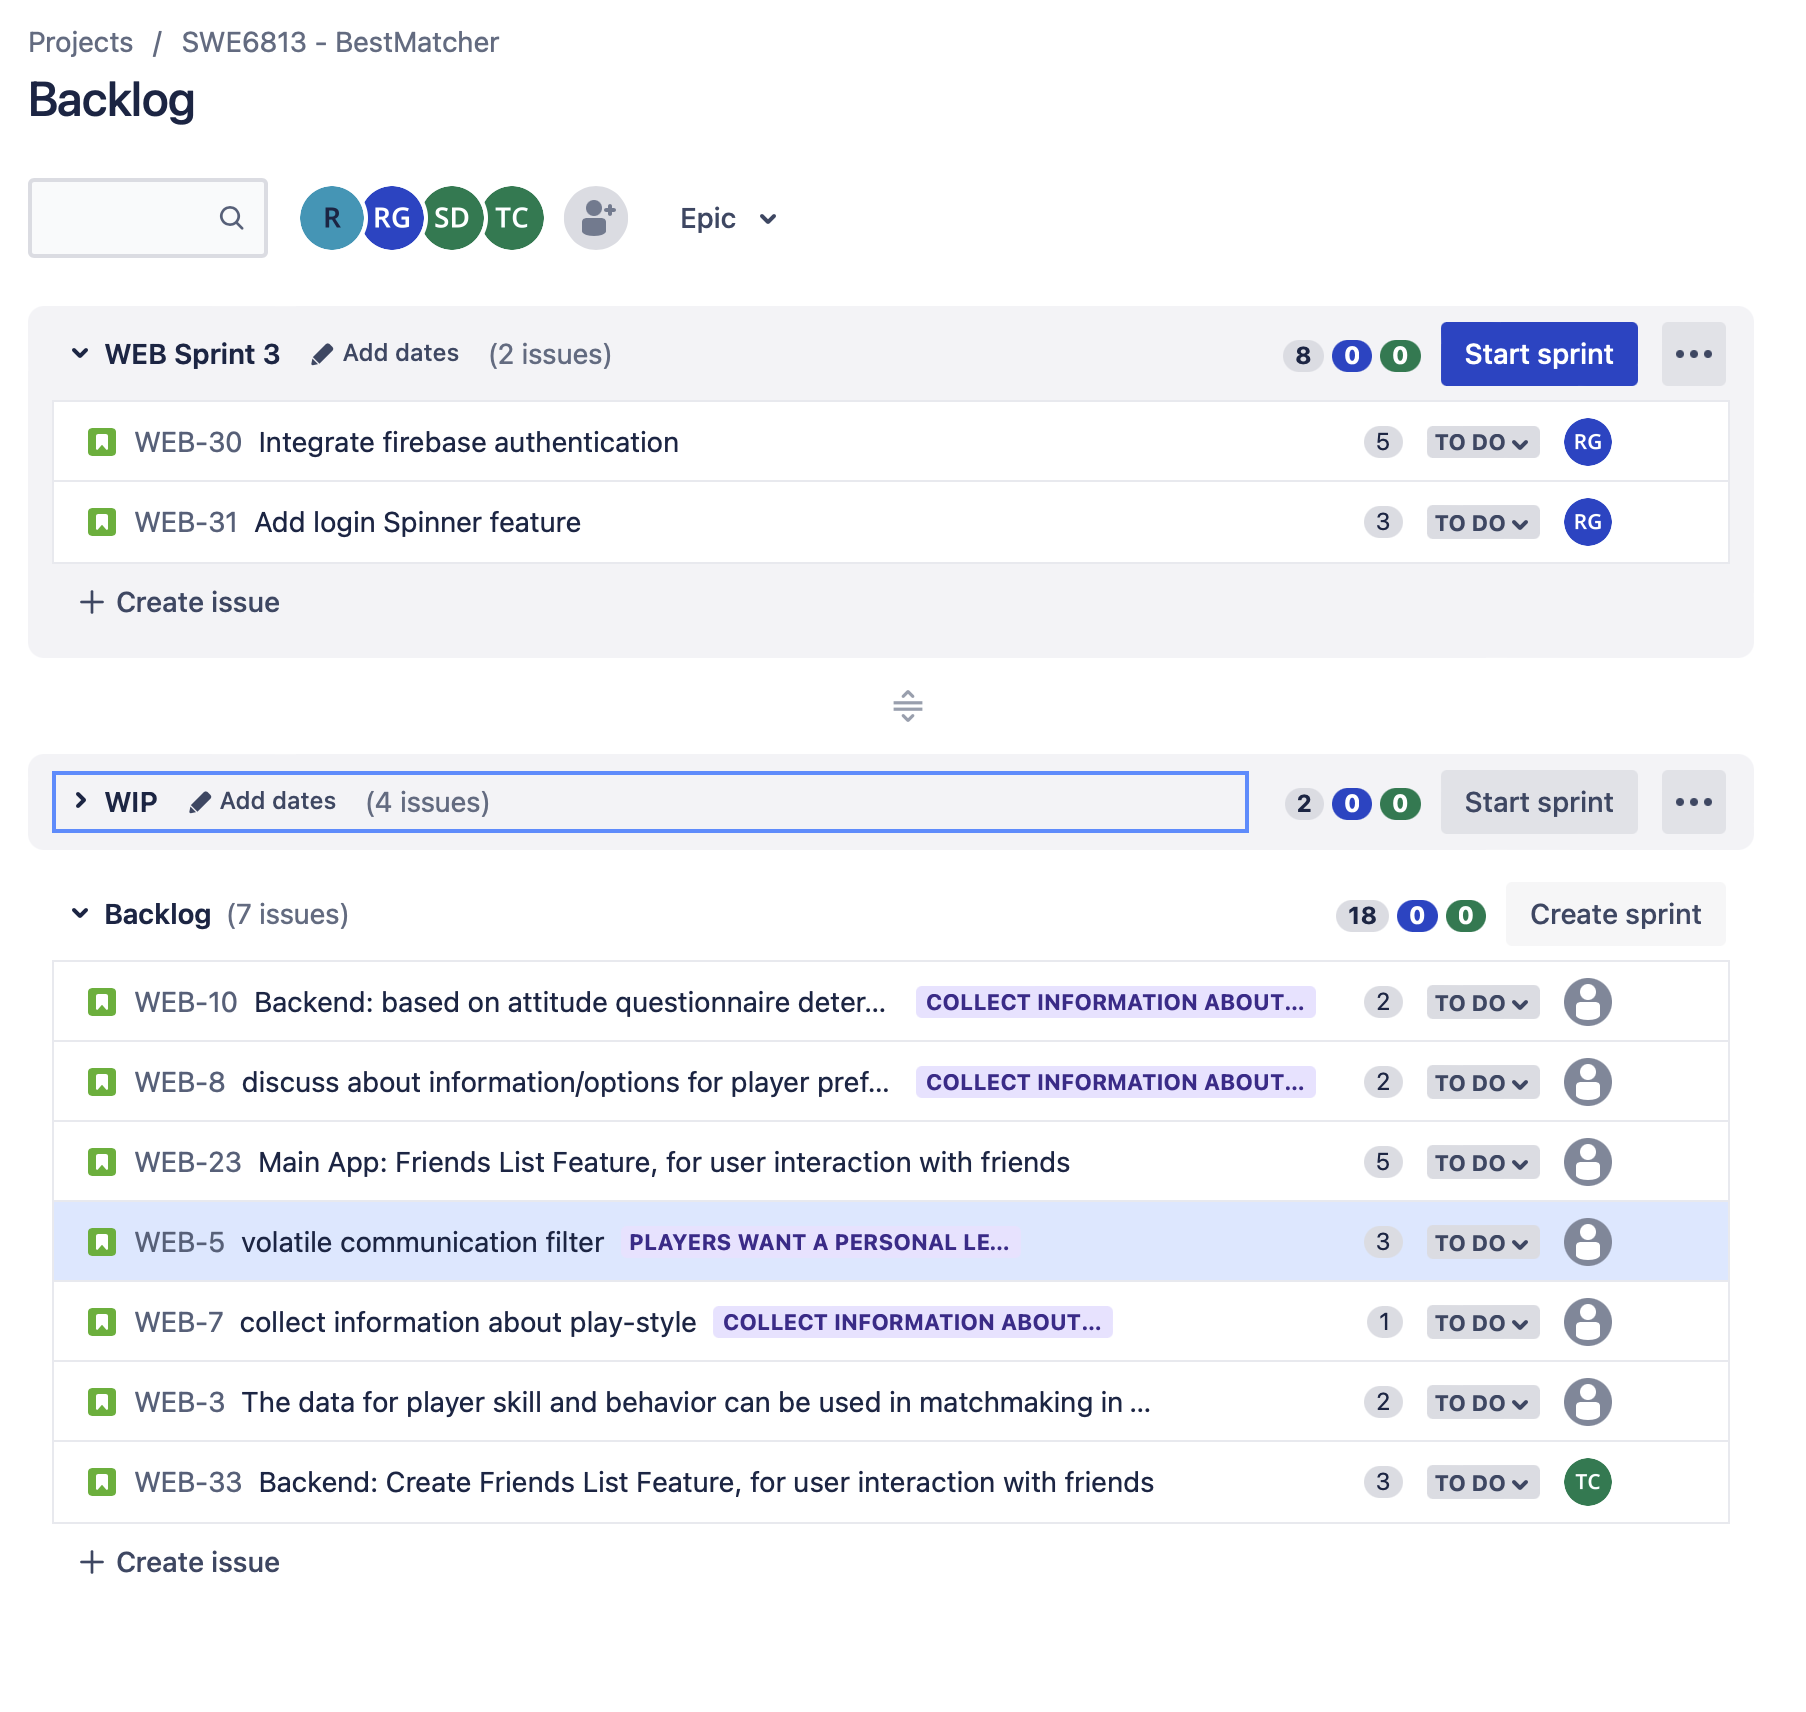 Projects / SWE6813 - BestMatcher
Backlog
R RG SD TC Epic
WEB Sprint 3 Add dates (2 issues) 8 0 0 Start sprint
WEB-30 Integrate firebase authentication 5 TO DO RG
WEB-31 Add login Spinner feature 3 TO DO RG
+ Create issue
WIP Add dates (4 issues) 2 0 0 Start sprint
Backlog (7 issues) 18 0 0 Create sprint
WEB-10 Backend: based on attitude questionnaire deter... COLLECT INFORMATION ABOUT... 2 TO DO
WEB-8 discuss about information/options for player pref... COLLECT INFORMATION ABOUT... 2 TO DO
WEB-23 Main App: Friends List Feature, for user interaction with friends 5 TO DO
WEB-5 volatile communication filter PLAYERS WANT A PERSONAL LE... 3 TO DO
WEB-7 collect information about play-style COLLECT INFORMATION ABOUT... 1 TO DO
WEB-3 The data for player skill and behavior can be used in matchmaking in ... 2 TO DO
WEB-33 Backend: Create Friends List Feature, for user interaction with friends 3 TO DO TC
+ Create issue